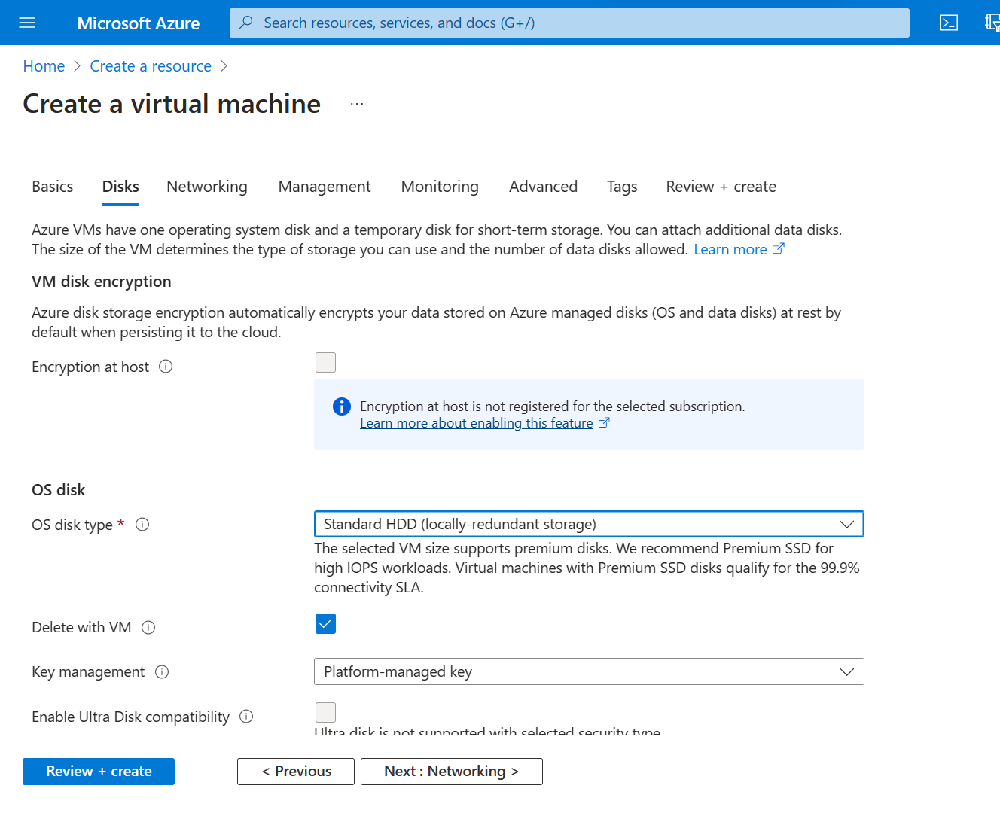 Microsoft Azure
Search resources, services, and docs (G+/)
Home > Create a resource >
Create a virtual machine ...
Basics Disks Networking Management Monitoring Advanced Tags Review + create
Azure VMs have one operating system disk and a temporary disk for short-term storage. You can attach additional data disks.
The size of the VM determines the type of storage you can use and the number of data disks allowed. Learn more
VM disk encryption
Azure disk storage encryption automatically encrypts your data stored on Azure managed disks (OS and data disks) at rest by
default when persisting it to the cloud.
Encryption at host
Encryption at host is not registered for the selected subscription.
Learn more about enabling this feature
OS disk
OS disk type * Standard HDD (locally-redundant storage)
The selected VM size supports premium disks. We recommend Premium SSD for
high IOPS workloads. Virtual machines with Premium SSD disks qualify for the 99.9%
connectivity SLA.
Delete with VM
Key management Platform-managed key
Enable Ultra Disk compatibility
Ultra disk is not supported with selected security type
Review + create < Previous Next : Networking >